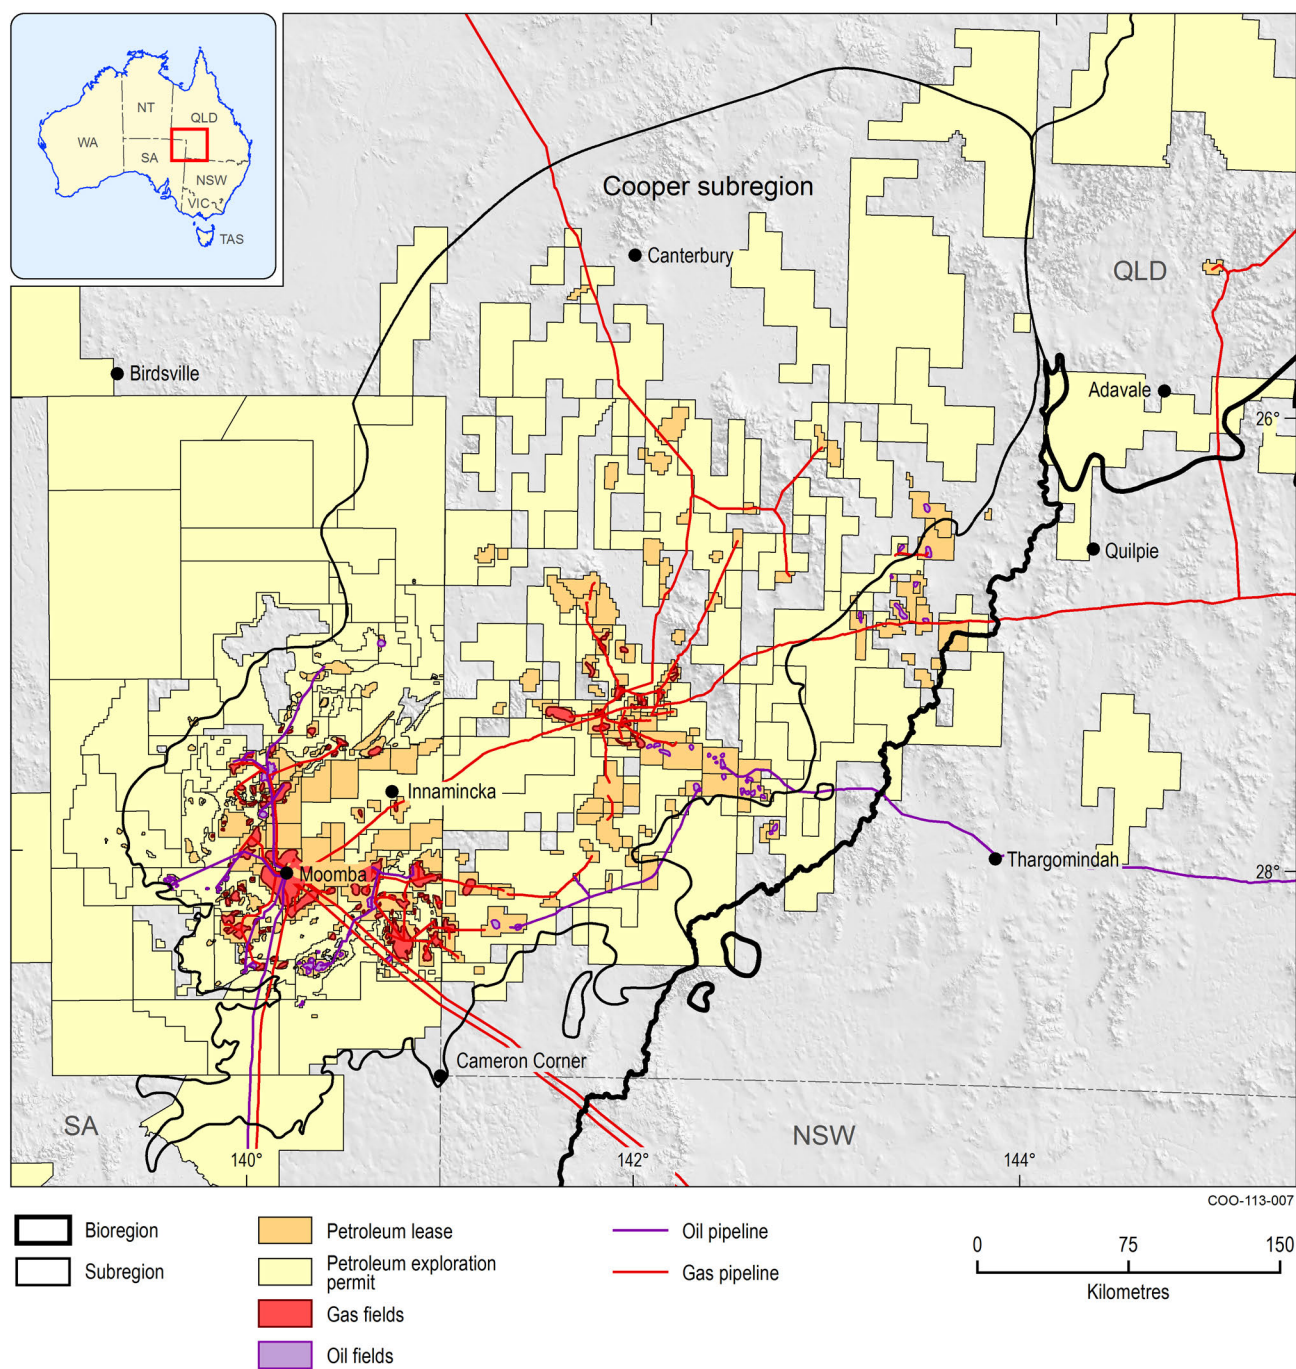 NT
QLD
WA
SA
NSW
VIC
TAS
Cooper subregion
Canterbury
QLD
Birdsville
Adavale
26°
Quilpie
Innamincka
Moomba
Thargomindah
28°
Cameron Corner
SA
NSW
140°
142°
144°
COO-113-007
Bioregion
Subregion
Petroleum lease
Petroleum exploration
permit
Gas fields
Oil fields
Oil pipeline
Gas pipeline
0 75 150
Kilometres